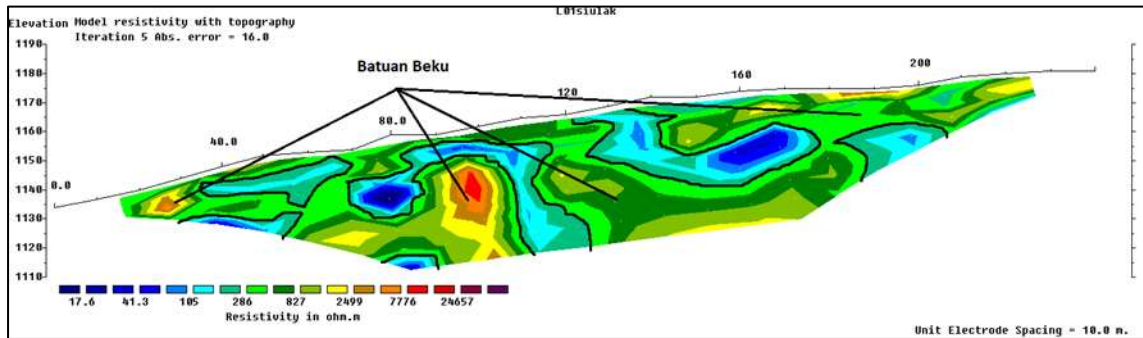 L01siulak
Elevation Model resistivity with topography
Iteration 5 Abs. error = 16.0
1190
1180
1170
1160
1150
1140
1130
1120
1110
Batuan Beku
0.0
40.0
80.0
120
160
200
17.6 41.3 105 286 827 2499 7776 24657
Resistivity in ohm.m
Unit Electrode Spacing = 10.0 m.